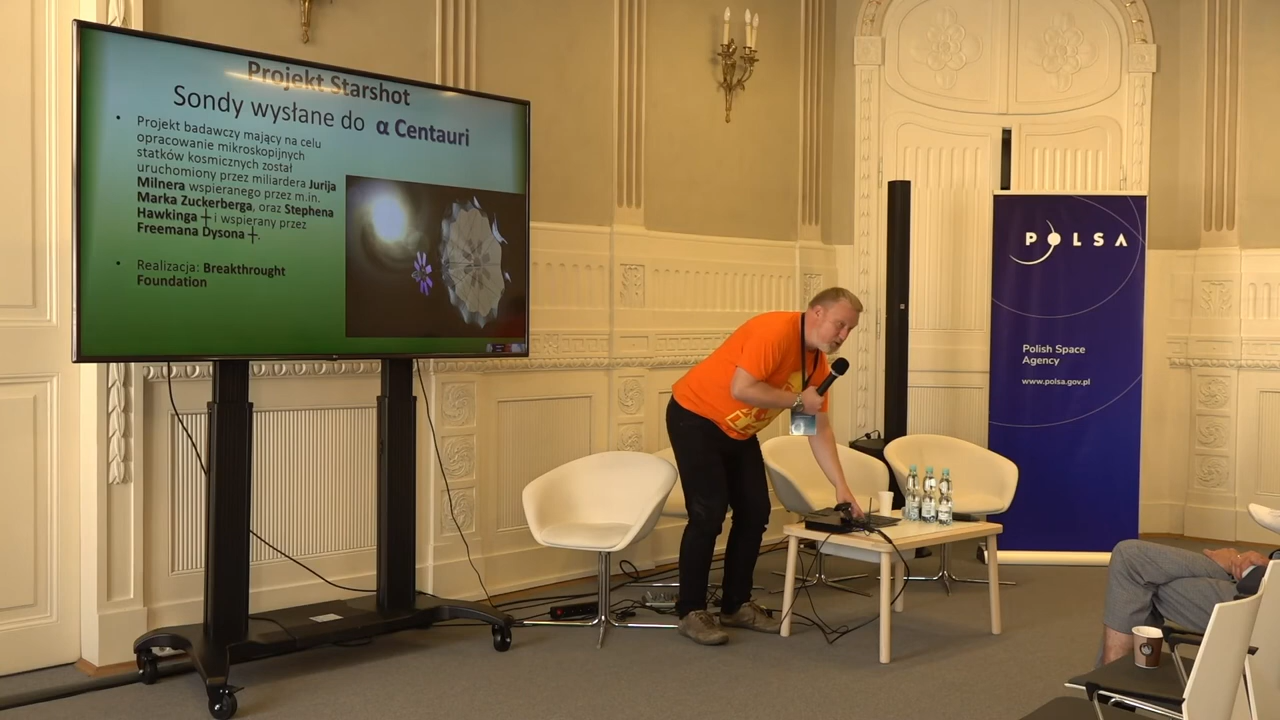 Projekt Starshot
Sondy wysłane do α Centauri
• Projekt badawczy mający na celu
opracowanie mikroskopijnych
statków kosmicznych został
uruchomiony przez miliardera Jurija
Milnera wspieranego przez m.in.
Marka Zuckerberga, oraz Stephena
Hawkinga † i wspierany przez
Freemana Dysona †.
• Realizacja: Breakthrought
Foundation
POLSA
Polish Space
Agency
www.polsa.gov.pl